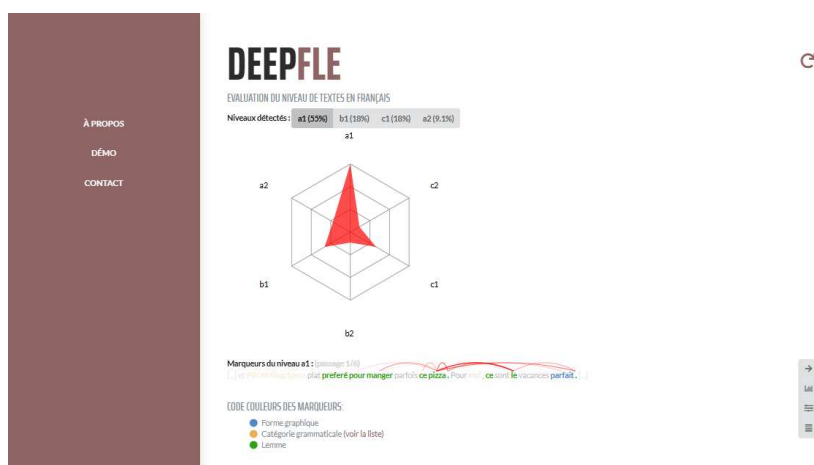 DEEPFLE
EVALUATION DU NIVEAU DE TEXTES EN FRANÇAIS
À PROPOS
DÉMO
CONTACT
Niveaux détectés : a1 (55%) b1 (18%) c1 (18%) a2 (9.1%)
a1
a2
c2
b1
c1
b2
Marqueurs du niveau a1 : (passage 1/6)
plat preferé pour manger parfois ce pizza . Pour , ce sont le vacances parfait . [...]
CODE COULEURS DES MARQUEURS:
Forme graphique
Catégorie grammaticale (voir la liste)
Lemme